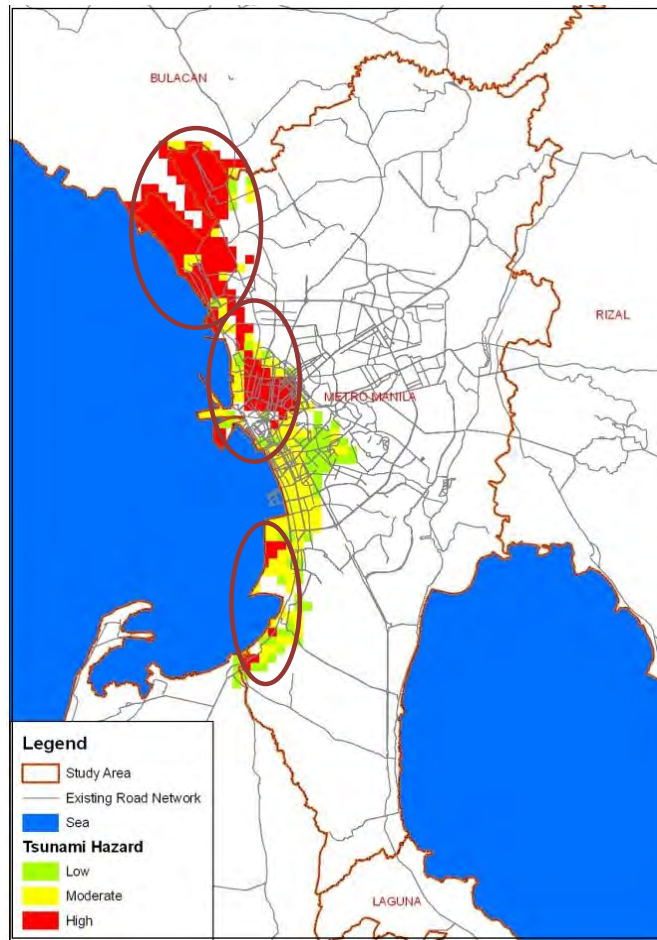 BULACAN
RIZAL
METRO MANILA
Legend
Study Area
Existing Road Network
Sea
Tsunami Hazard
Low
Moderate
High
LAGUNA